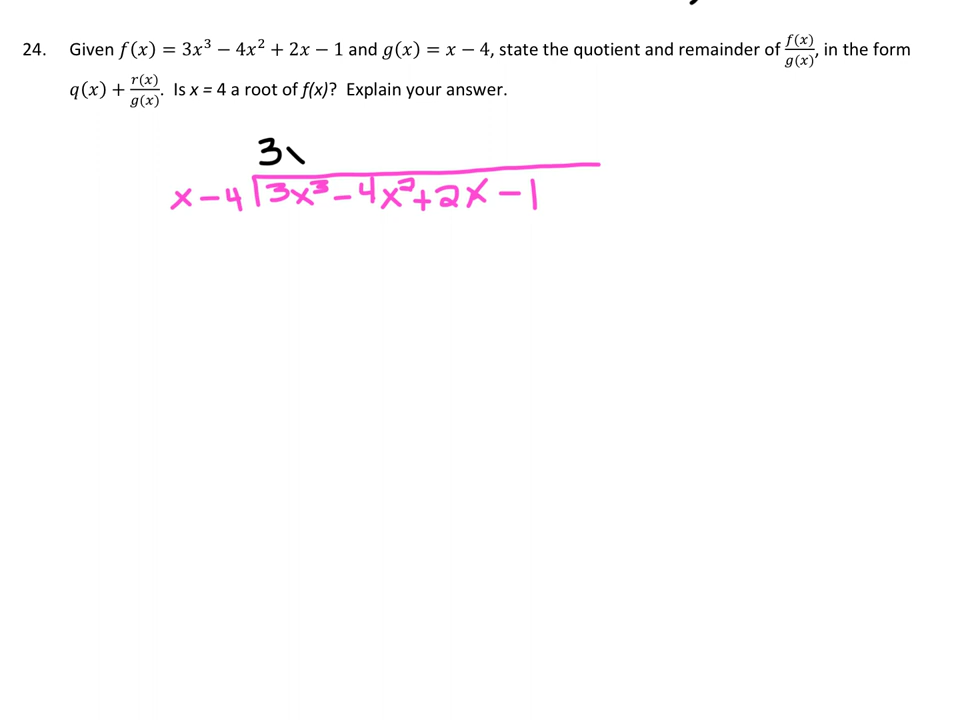 24. Given f(x) = 3x³ − 4x² + 2x − 1 and g(x) = x − 4, state the quotient and remainder of f(x)/g(x), in the form
q(x) + r(x)/g(x). Is x = 4 a root of f(x)? Explain your answer.
3
x − 4 3x³ − 4x² + 2x − 1